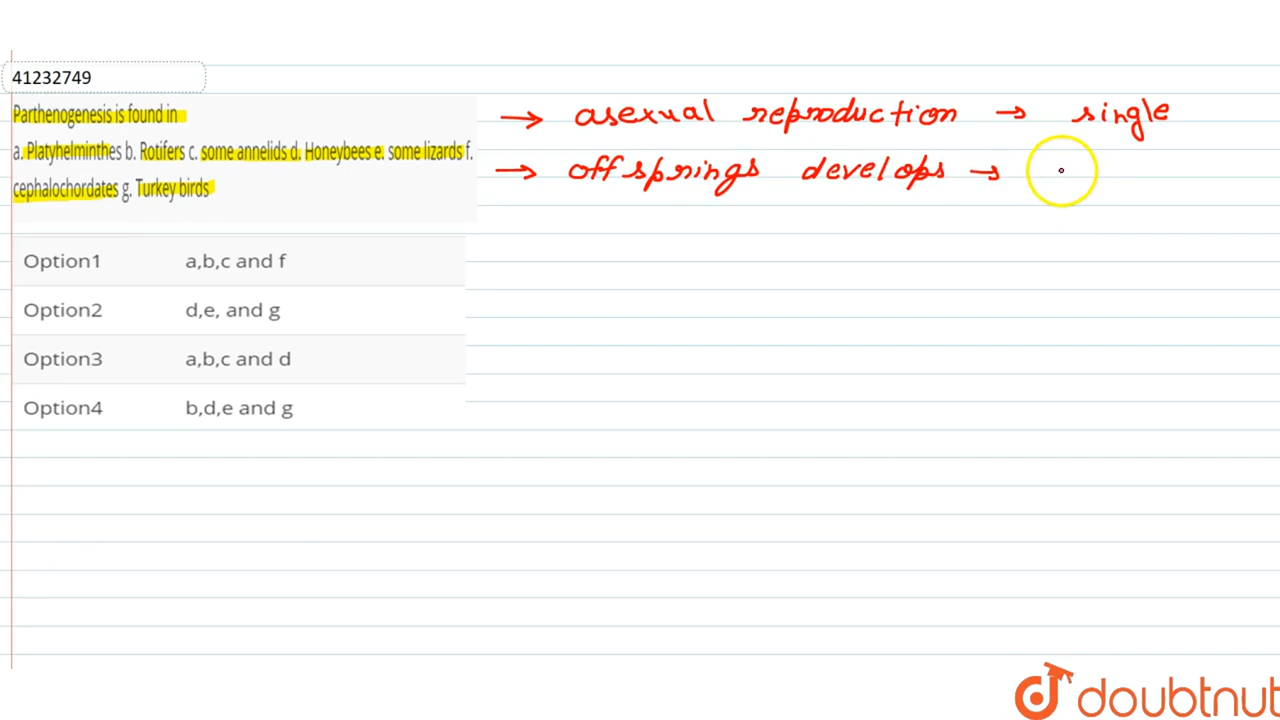 41232749
Parthenogenesis is found in
a. Platyhelminthes b. Rotifers c. some annelids d. Honeybees e. some lizards f.
cephalochordates g. Turkey birds
→ asexual reproduction → single
→ offsprings develops →
Option1 a,b,c and f
Option2 d,e, and g
Option3 a,b,c and d
Option4 b,d,e and g
doubtnut